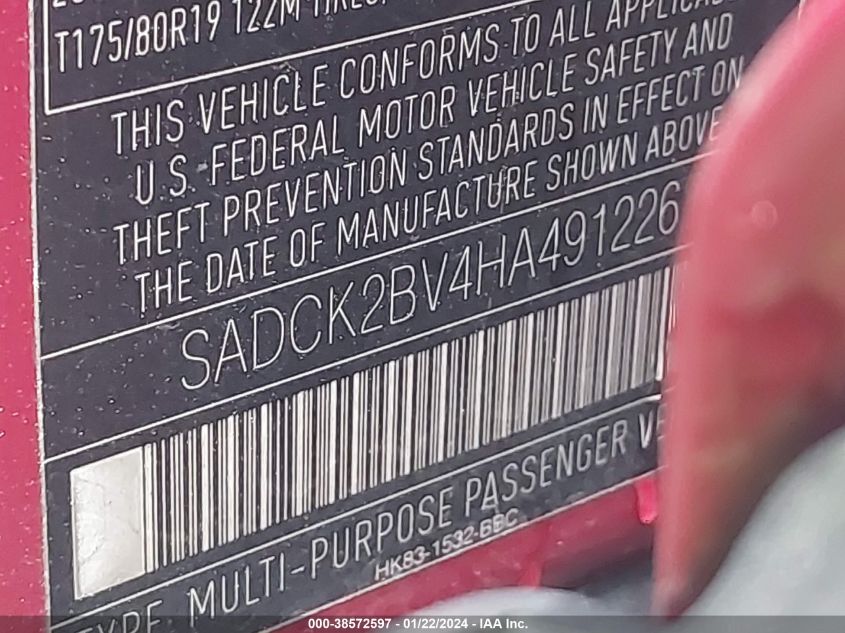 T175/80R19 122M
THIS VEHICLE CONFORMS TO ALL
U.S. FEDERAL MOTOR VEHICLE SAFETY AND
THEFT PREVENTION STANDARDS IN EFFECT ON
THE DATE OF MANUFACTURE SHOWN ABOVE
SADCK2BV4HA491226
TYPE MULTI-PURPOSE PASSENGER
HK83-1532-BBC
000-38572597 - 01/22/2024 - IAA Inc.